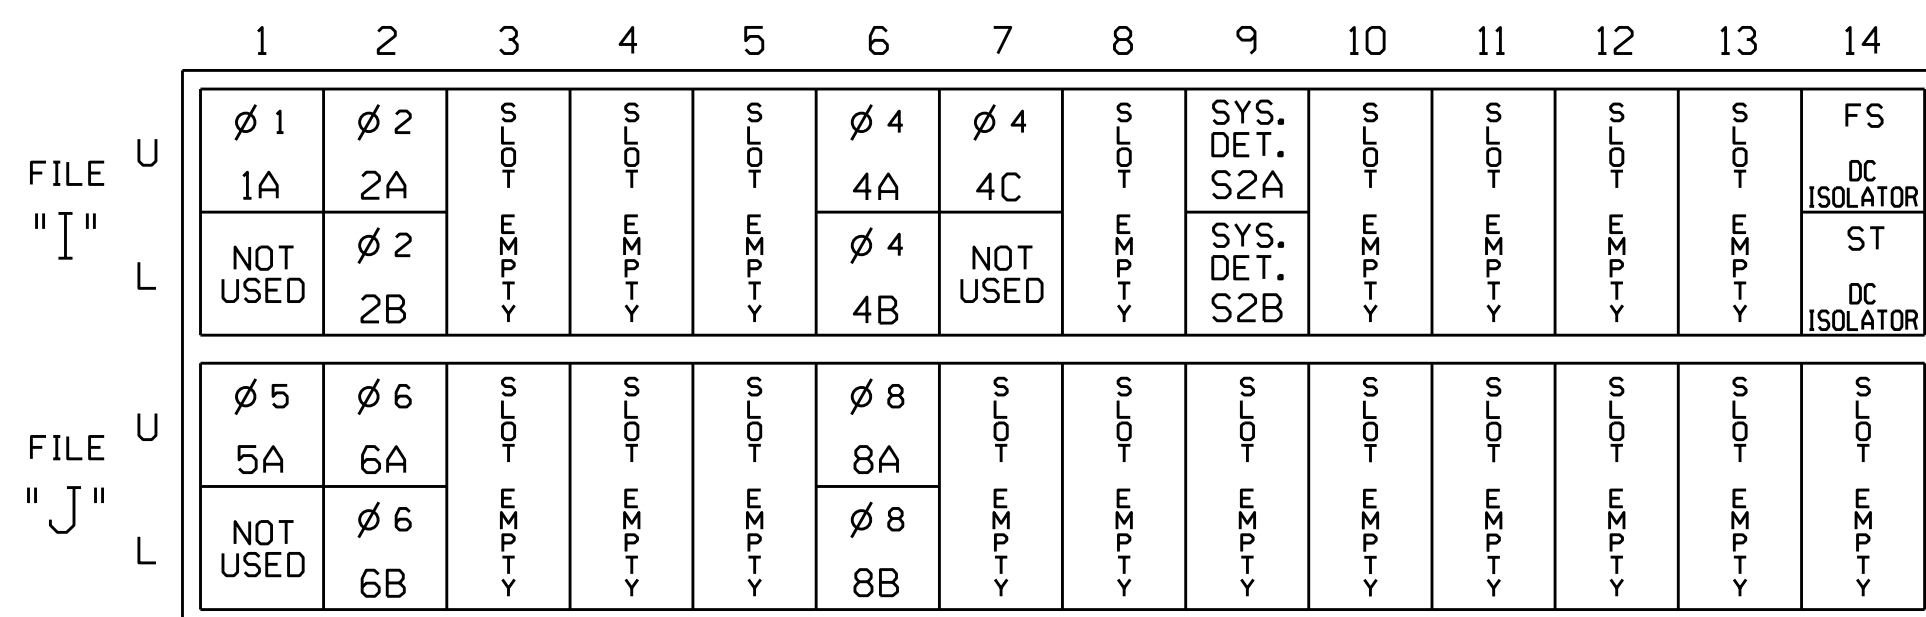 1 2 3 4 5 6 7 8 9 10 11 12 13 14
FILE
"I"
U
L
Ø 1
1A
NOT
USED
Ø 2
2A
Ø 2
2B
SLOT EMPTY
SLOT EMPTY
SLOT EMPTY
Ø 4
4A
Ø 4
4B
Ø 4
4C
NOT
USED
SLOT EMPTY
SYS.
DET.
S2A
SYS.
DET.
S2B
SLOT EMPTY
SLOT EMPTY
SLOT EMPTY
SLOT EMPTY
FS
DC
ISOLATOR
ST
DC
ISOLATOR
FILE
"J"
U
L
Ø 5
5A
NOT
USED
Ø 6
6A
Ø 6
6B
SLOT EMPTY
SLOT EMPTY
SLOT EMPTY
Ø 8
8A
Ø 8
8B
SLOT EMPTY
SLOT EMPTY
SLOT EMPTY
SLOT EMPTY
SLOT EMPTY
SLOT EMPTY
SLOT EMPTY
SLOT EMPTY